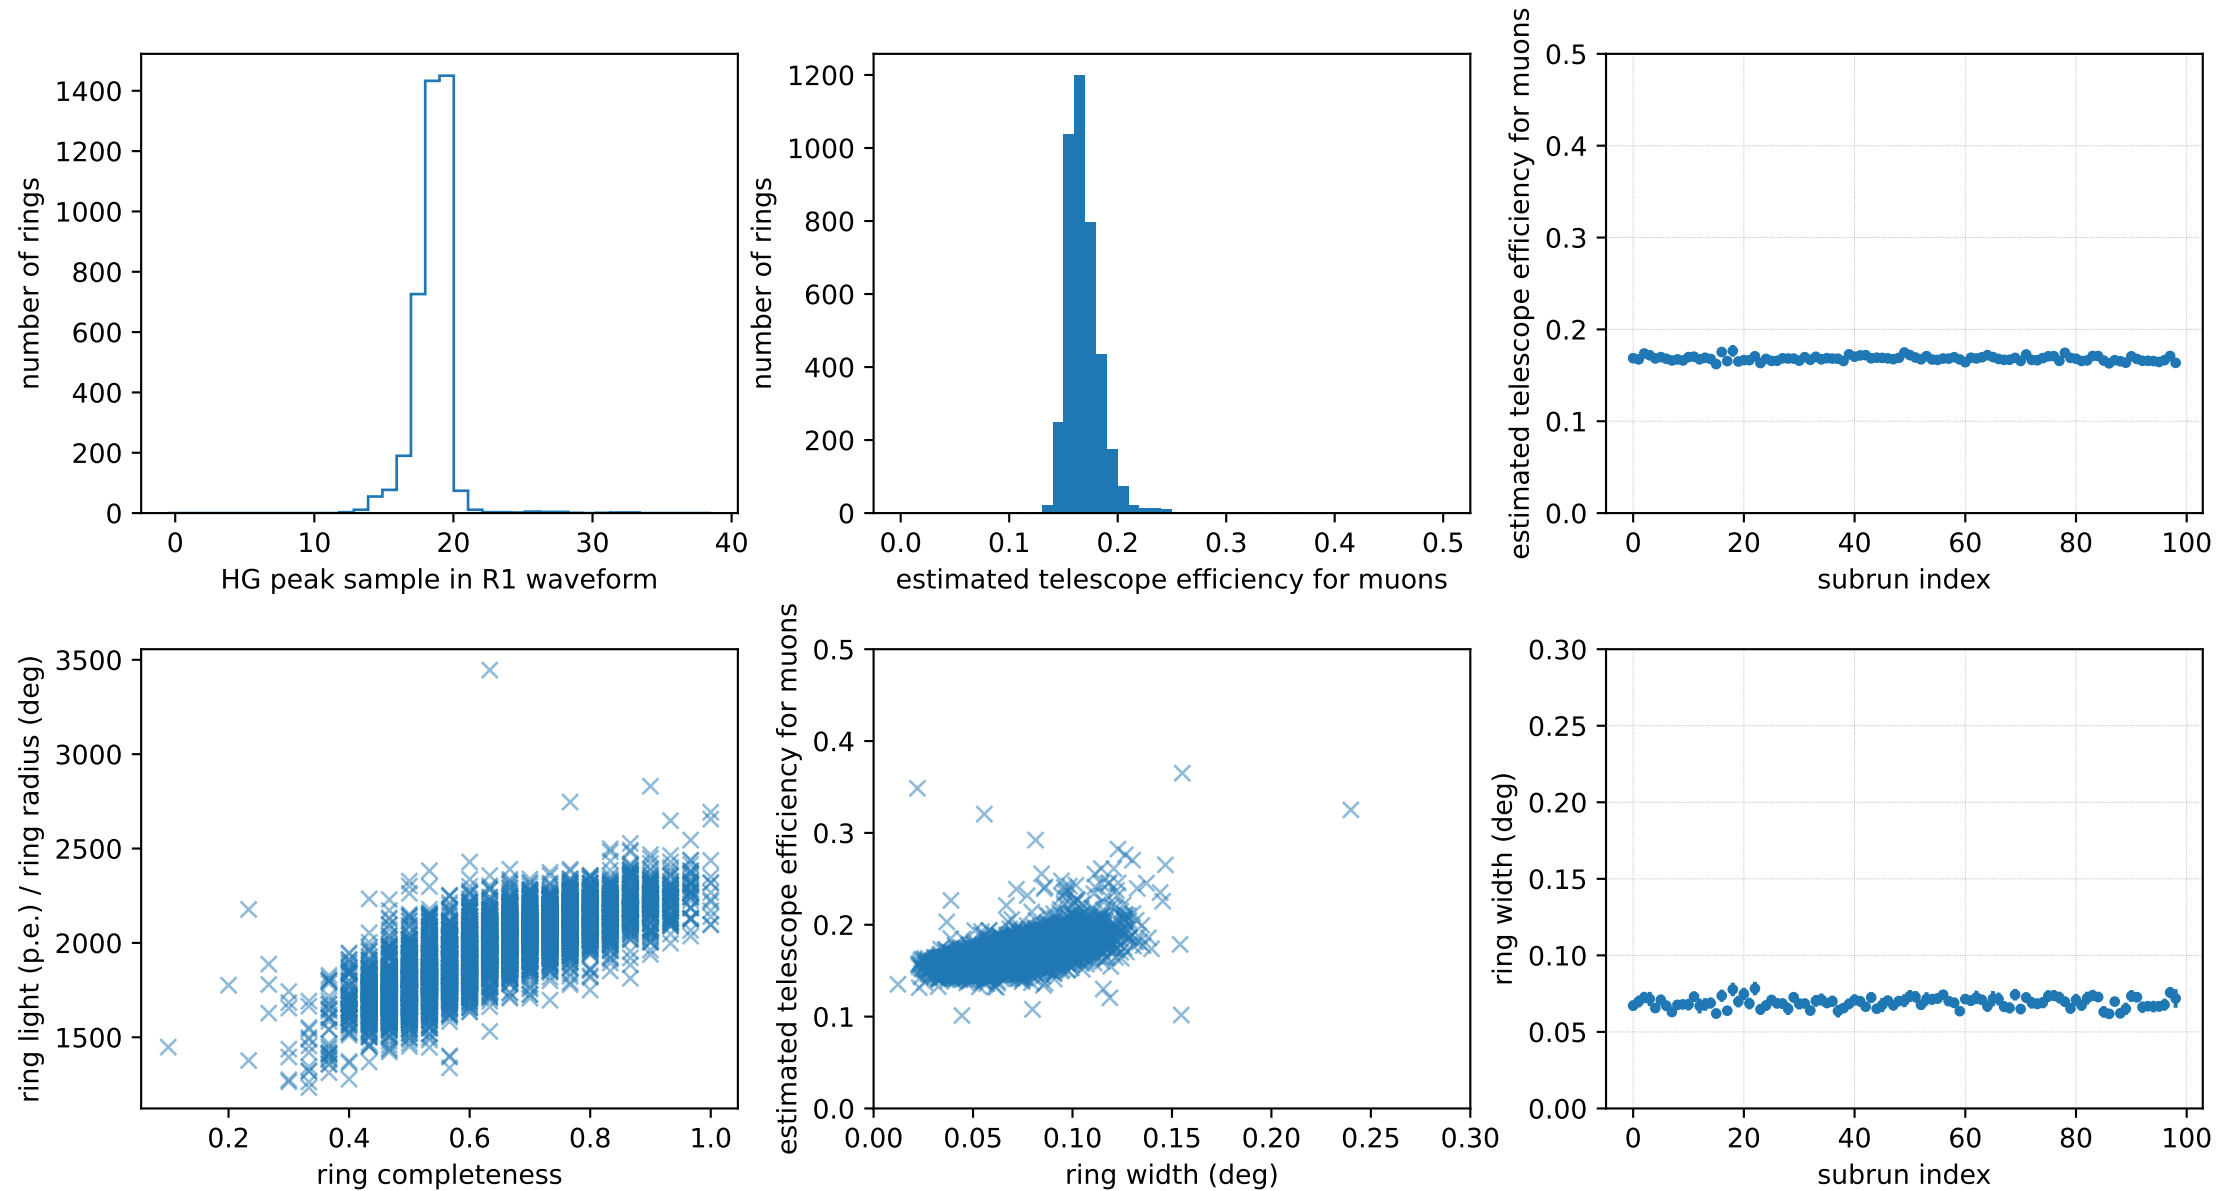 1400
1200
1000
800
600
400
200
0
number of rings
0 10 20 30 40
HG peak sample in R1 waveform
1200
1000
800
600
400
200
0
number of rings
0.0 0.1 0.2 0.3 0.4 0.5
estimated telescope efficiency for muons
0.5
0.4
0.3
0.2
0.1
0.0
estimated telescope efficiency for muons
0 20 40 60 80 100
subrun index
3500
3000
2500
2000
1500
ring light (p.e.) / ring radius (deg)
0.2 0.4 0.6 0.8 1.0
ring completeness
0.5
0.4
0.3
0.2
0.1
0.0
estimated telescope efficiency for muons
0.00 0.05 0.10 0.15 0.20 0.25 0.30
ring width (deg)
0.30
0.25
0.20
0.15
0.10
0.05
0.00
ring width (deg)
0 20 40 60 80 100
subrun index